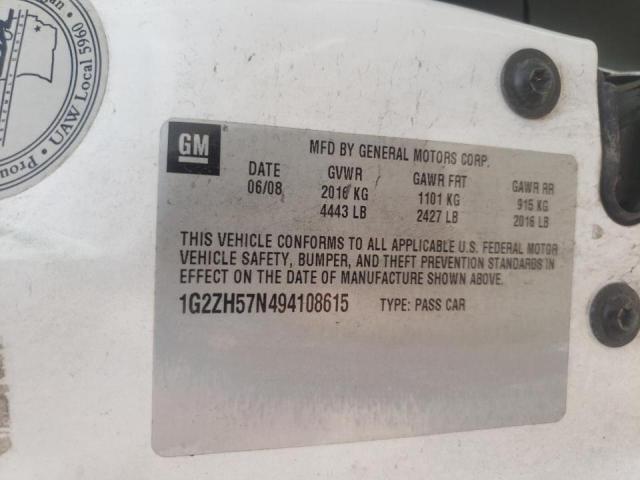 UAW Local 5960
GM
MFD BY GENERAL MOTORS CORP.
DATE GVWR GAWR FRT GAWR RR
06/08 2016 KG 1101 KG 915 KG
4443 LB 2427 LB 2016 LB
THIS VEHICLE CONFORMS TO ALL APPLICABLE U.S. FEDERAL MOTOR
VEHICLE SAFETY, BUMPER, AND THEFT PREVENTION STANDARDS IN
EFFECT ON THE DATE OF MANUFACTURE SHOWN ABOVE.
1G2ZH57N494108615 TYPE: PASS CAR